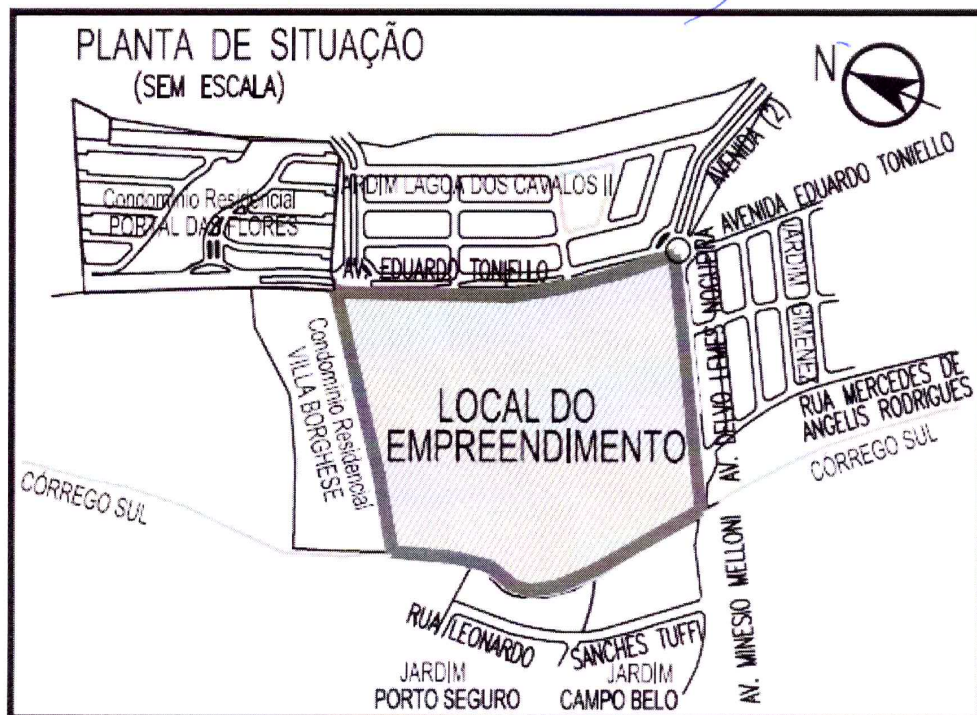 PLANTA DE SITUAÇÃO
(SEM ESCALA)
N
AVENIDA (2)
JARDIM LAGOA DOS CAVALOS II
Condomínio Residencial
PORTAL DAS FLORES
AVENIDA EDUARDO TONIELLO
AV. EDUARDO TONIELLO
JARDIM GIMENEZ
AV. DELVO LEMES NOGUEIRA
Condomínio Residencial
VILLA BORGHESE
LOCAL DO
EMPREENDIMENTO
RUA MERCEDES DE
ANGELIS RODRIGUES
CÓRREGO SUL
CÓRREGO SUL
AV. MINESIO MELLONI
RUA LEONARDO SANCHES TUFFI
JARDIM
PORTO SEGURO
JARDIM
CAMPO BELO